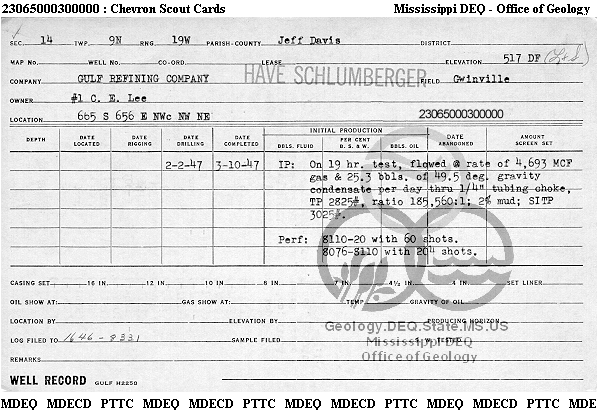 23065000300000 : Chevron Scout Cards Mississippi DEQ - Office of Geology
SEC. 14 TWP. 9N RNG. 19W PARISH-COUNTY. Jeff Davis DISTRICT
MAP NO. WELL NO. CO-ORD. LEASE ELEVATION 517 DF
COMPANY GULF REFINING COMPANY HAVE SCHLUMBERGER FIELD Gwinville
OWNER #1 C. E. Lee
LOCATION 665 S 656 E NWc NW NE 23065000300000
DEPTH DATE LOCATED DATE RIGGING DATE DRILLING DATE COMPLETED INITIAL PRODUCTION BBLS. FLUID PER CENT B. S. & W. BBLS. OIL DATE ABANDONED AMOUNT SCREEN SET
2-2-47 3-10-47 IP: On 19 hr. test, flowed @ rate of 4,693 MCF
gas & 25.3 bbls. of 49.5 deg. gravity
condensate per day thru 1/4" tubing choke,
TP 2825#, ratio 185,560:1; 2% mud; SITP
3025#.
Perf: 8110-20 with 60 shots.
8076-8110 with 204 shots.
CASING SET: 16 IN 10 IN 8 IN 6 IN 7 IN 4½ IN 4 IN SET LINER
OIL SHOW AT: GAS SHOW AT: TEMP. GRAVITY OF OIL
LOCATION BY ELEVATION BY PRODUCING HORIZON
Geology.DEQ.State.MS.US
LOG FILED TO 1646 - 8331 SAMPLE FILED S. W. TESTED
Mississippi DEQ
Office of Geology
REMARKS
WELL RECORD GULF H2250
MDEQ MDECD PTTC MDEQ MDECD PTTC MDEQ MDECD PTTC MDEQ MDECD PTTC MDEQ